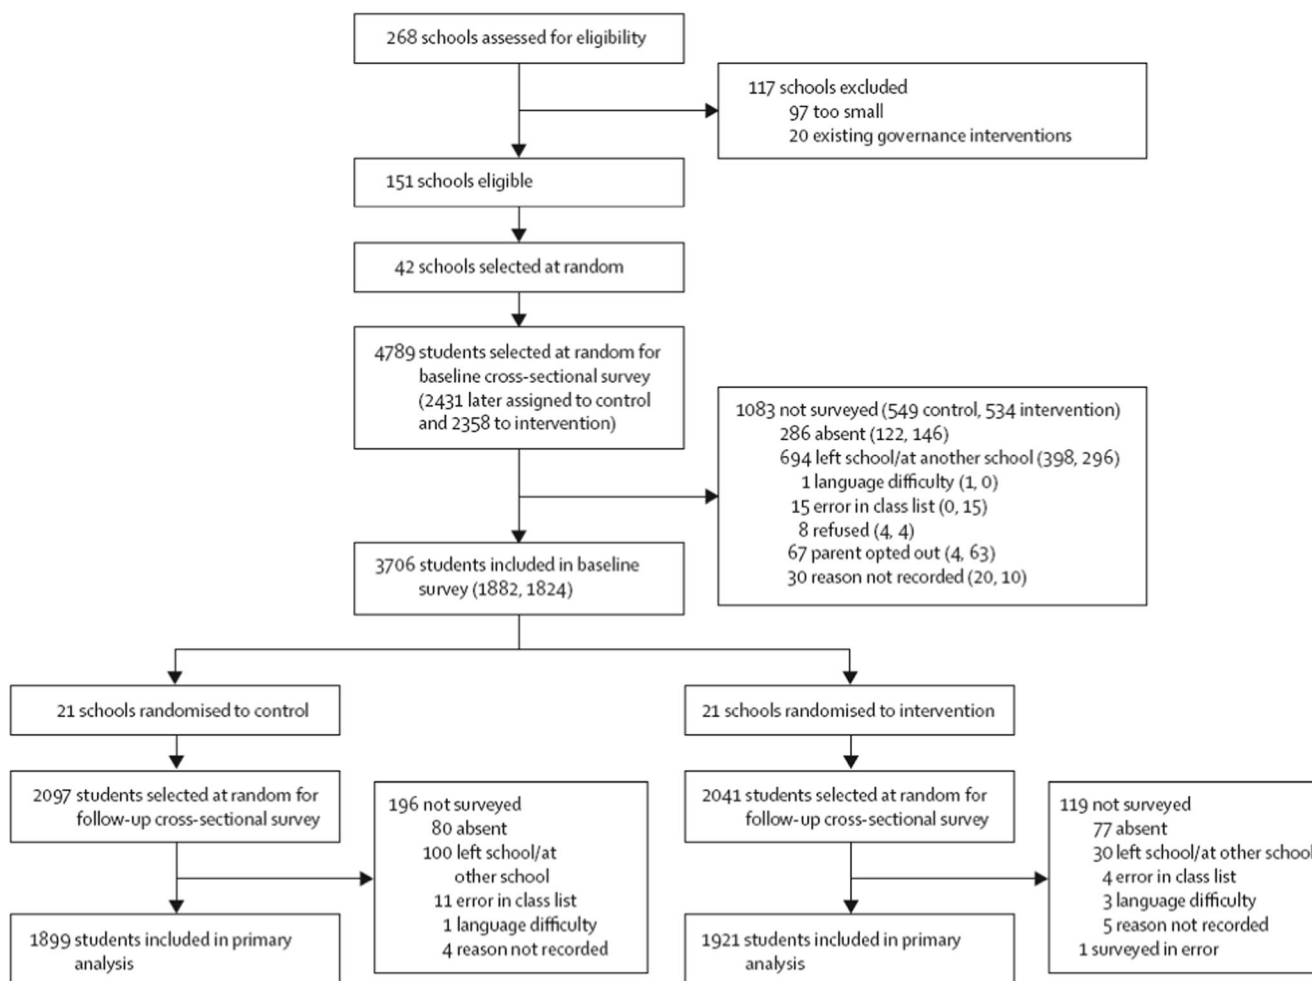 268 schools assessed for eligibility
117 schools excluded
97 too small
20 existing governance interventions
151 schools eligible
42 schools selected at random
4789 students selected at random for
baseline cross-sectional survey
(2431 later assigned to control
and 2358 to intervention)
1083 not surveyed (549 control, 534 intervention)
286 absent (122, 146)
694 left school/at another school (398, 296)
1 language difficulty (1, 0)
15 error in class list (0, 15)
8 refused (4, 4)
67 parent opted out (4, 63)
30 reason not recorded (20, 10)
3706 students included in baseline
survey (1882, 1824)
21 schools randomised to control
21 schools randomised to intervention
2097 students selected at random for
follow-up cross-sectional survey
196 not surveyed
80 absent
100 left school/at
other school
11 error in class list
1 language difficulty
4 reason not recorded
2041 students selected at random for
follow-up cross-sectional survey
119 not surveyed
77 absent
30 left school/at other school
4 error in class list
3 language difficulty
5 reason not recorded
1 surveyed in error
1899 students included in primary
analysis
1921 students included in primary
analysis